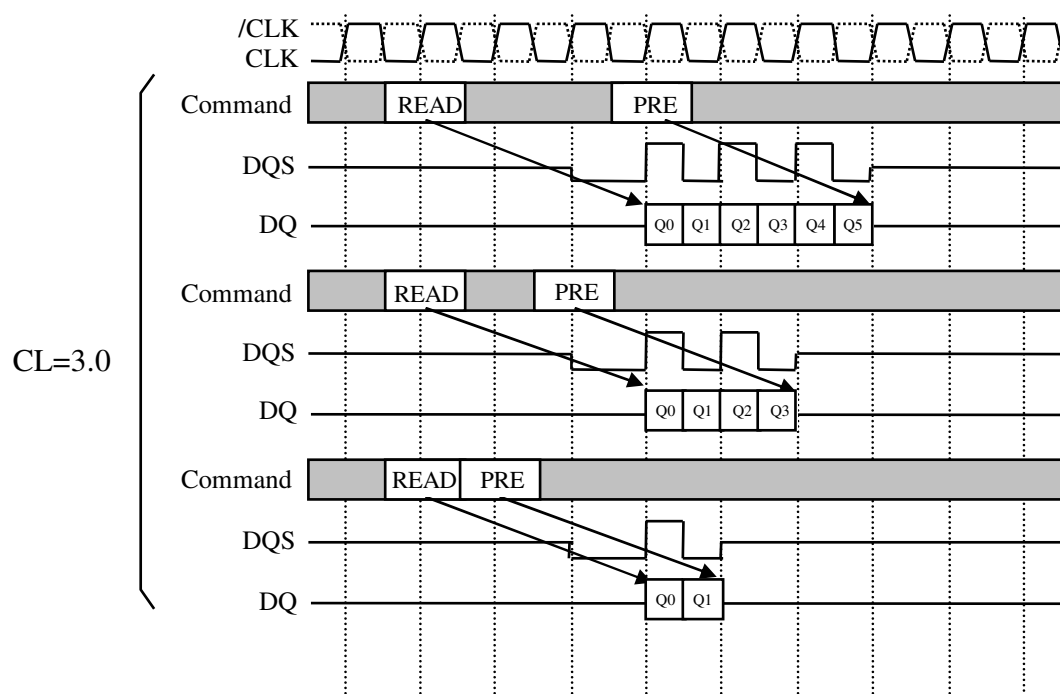 /CLK
CLK
Command READ PRE
DQS
DQ Q0 Q1 Q2 Q3 Q4 Q5
Command READ PRE
CL=3.0
DQS
DQ Q0 Q1 Q2 Q3
Command READ PRE
DQS
DQ Q0 Q1